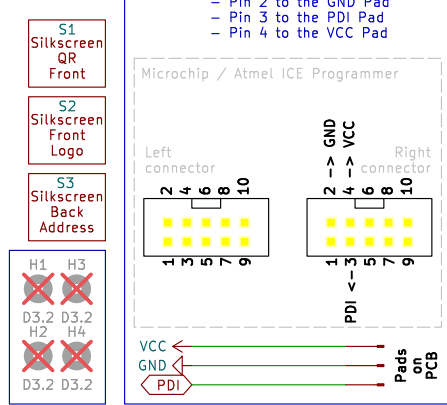 – Pin 2 to the GND Pad
– Pin 3 to the PDI Pad
– Pin 4 to the VCC Pad
S1
Silkscreen
QR
Front
S2
Silkscreen
Front
Logo
S3
Silkscreen
Back
Address
H1 H3
D3.2 D3.2
H2 H4
D3.2 D3.2
Microchip / Atmel ICE Programmer
Left
connector
2 4 6 8 10
1 3 5 7 9
Right
connector
2 --> GND
4 --> VCC
6 8 10
1
PDI <-- 3
5 7 9
VCC
GND
PDI
Pads
on
PCB